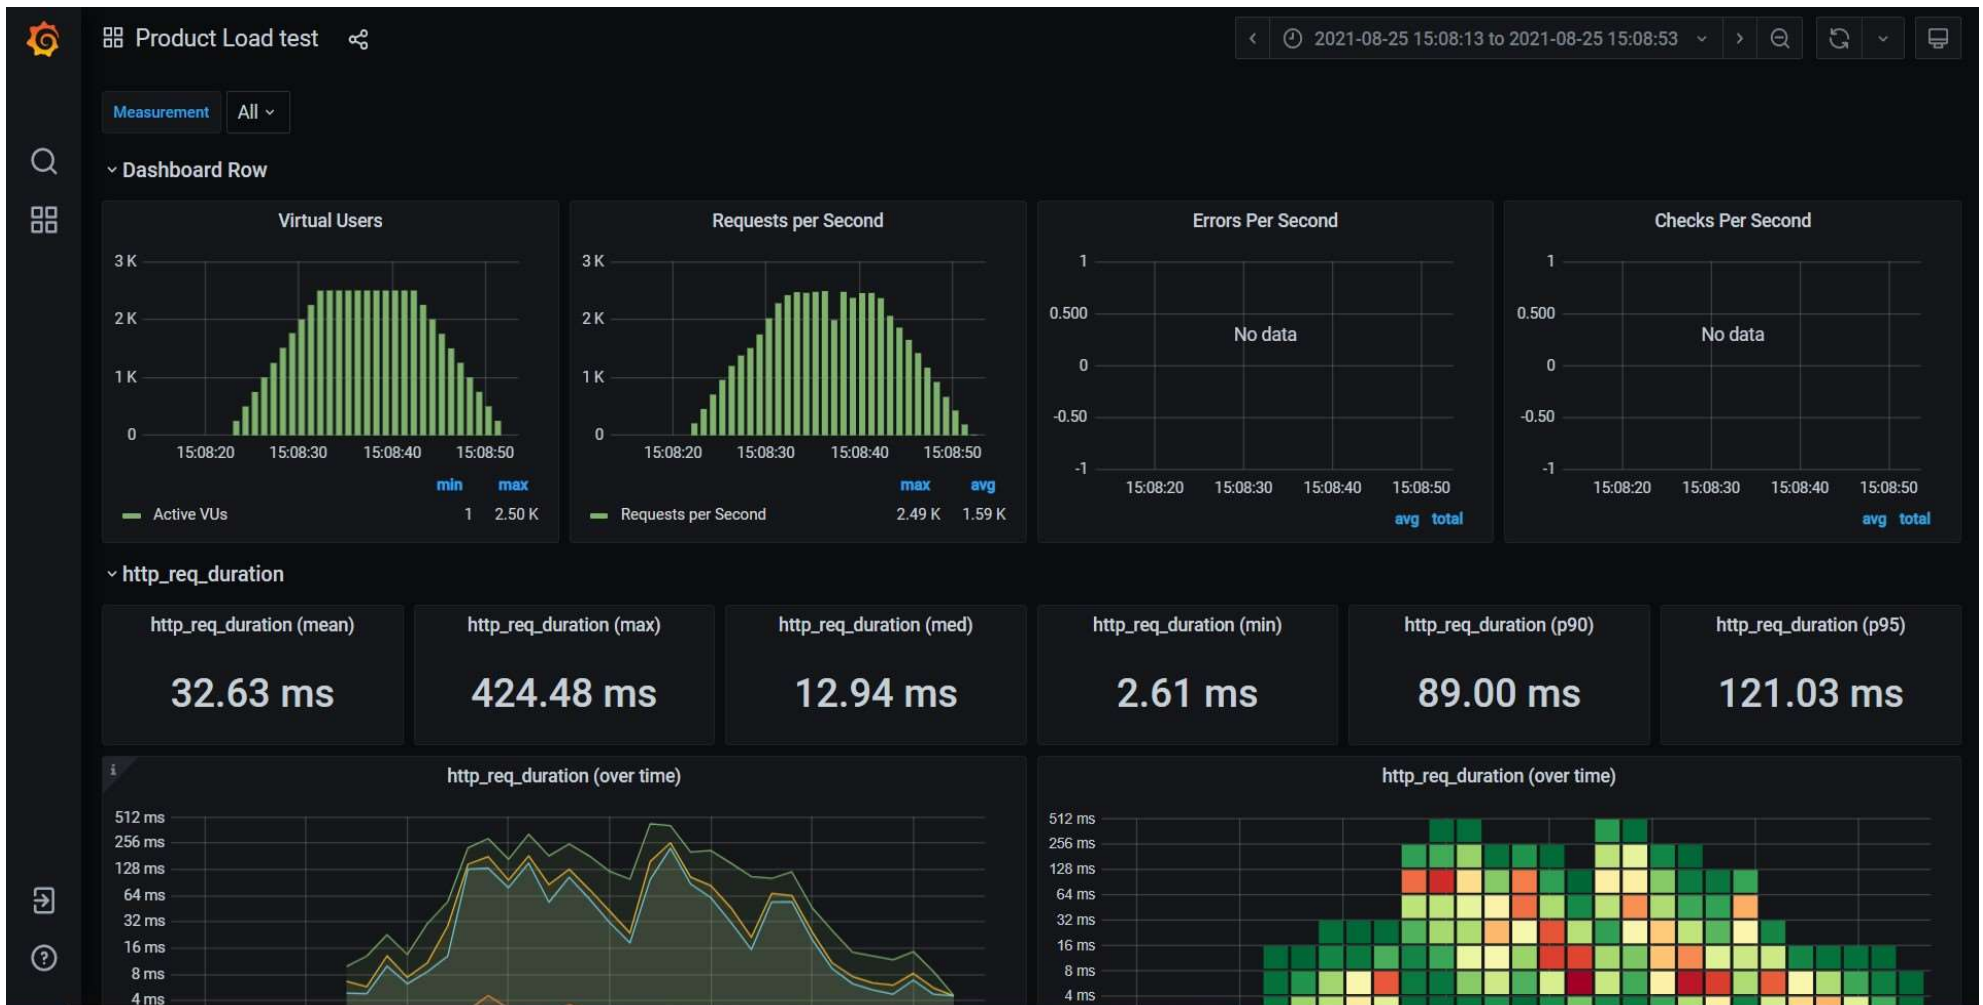 Product Load test
2021-08-25 15:08:13 to 2021-08-25 15:08:53
Measurement All
Dashboard Row
Virtual Users
3 K
2 K
1 K
0
15:08:20 15:08:30 15:08:40 15:08:50
min max
Active VUs 1 2.50 K
Requests per Second
3 K
2 K
1 K
0
15:08:20 15:08:30 15:08:40 15:08:50
max avg
Requests per Second 2.49 K 1.59 K
Errors Per Second
1
0.500
No data
0
-0.50
-1
15:08:20 15:08:30 15:08:40 15:08:50
avg total
Checks Per Second
1
0.500
No data
0
-0.50
-1
15:08:20 15:08:30 15:08:40 15:08:50
avg total
http_req_duration
http_req_duration (mean)
32.63 ms
http_req_duration (max)
424.48 ms
http_req_duration (med)
12.94 ms
http_req_duration (min)
2.61 ms
http_req_duration (p90)
89.00 ms
http_req_duration (p95)
121.03 ms
i
http_req_duration (over time)
512 ms
256 ms
128 ms
64 ms
32 ms
16 ms
8 ms
4 ms
http_req_duration (over time)
512 ms
256 ms
128 ms
64 ms
32 ms
16 ms
8 ms
4 ms